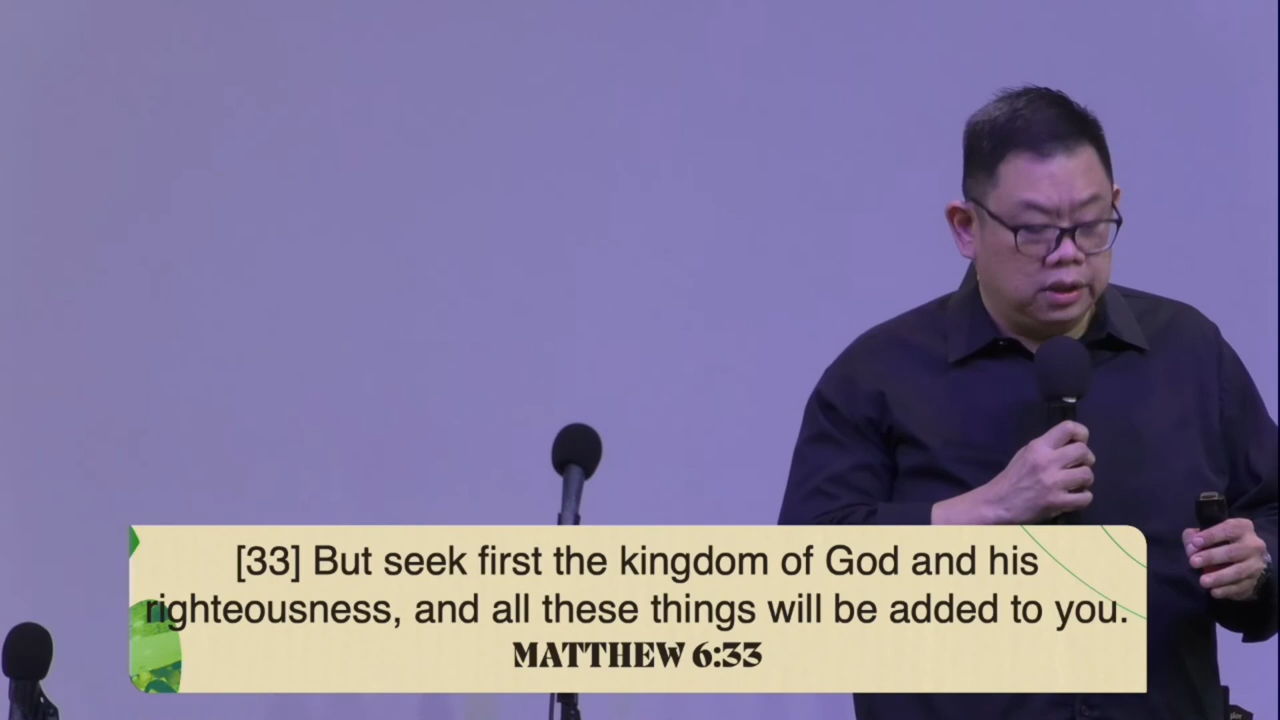 [33] But seek first the kingdom of God and his
righteousness, and all these things will be added to you.
MATTHEW 6:33